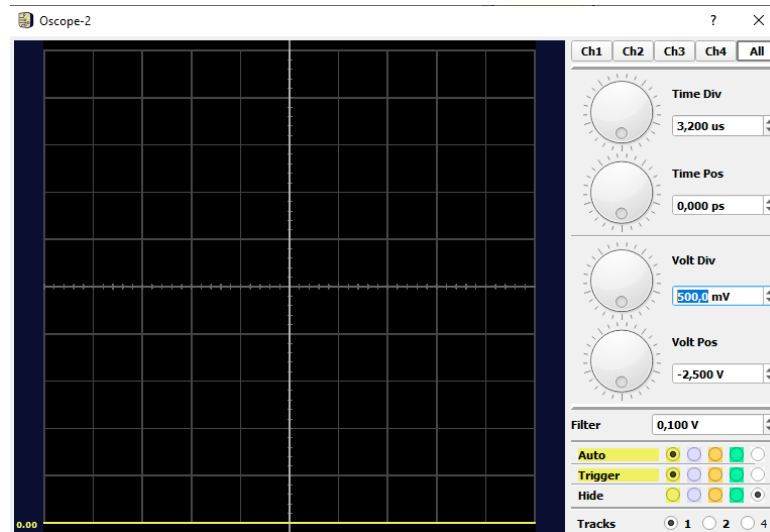 Oscope-2
Ch1 Ch2 Ch3 Ch4 All
Time Div
3,200 us
Time Pos
0,000 ps
Volt Div
500,0 mV
Volt Pos
-2,500 V
Filter 0,100 V
Auto
Trigger
Hide
Tracks 1 2 4
0.00